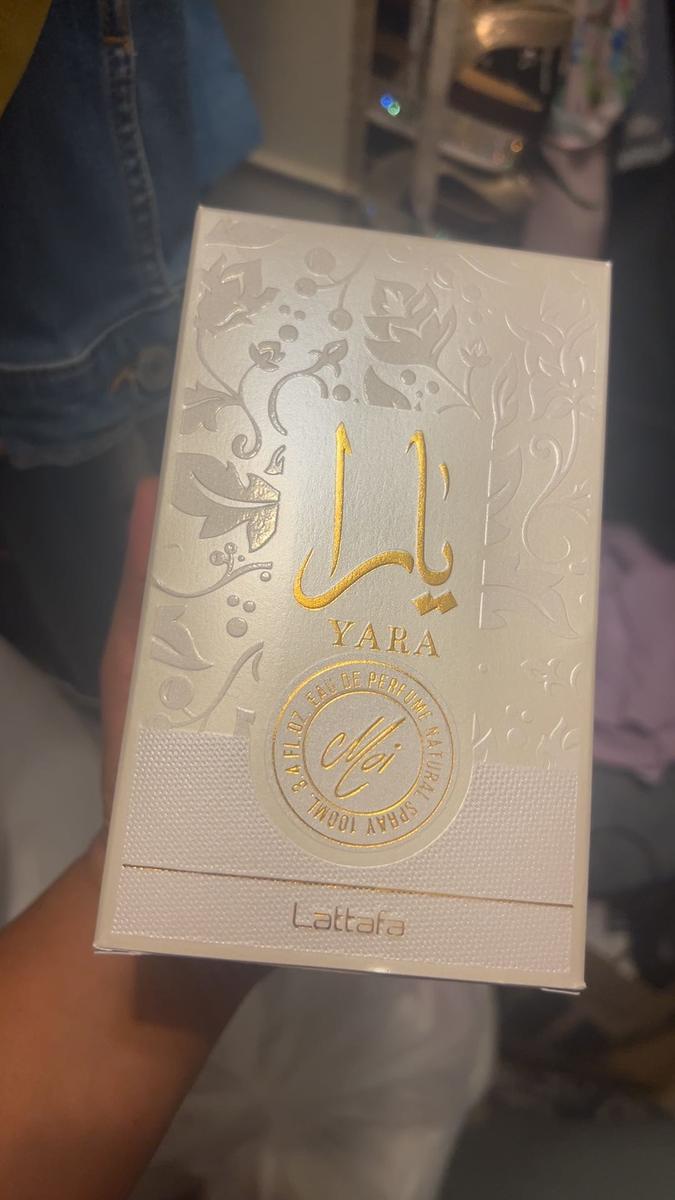 يارا
YARA
EAU DE PERFUME NATURAL SPRAY 100ML 3.4 FL.OZ.
Moi
Lattafa